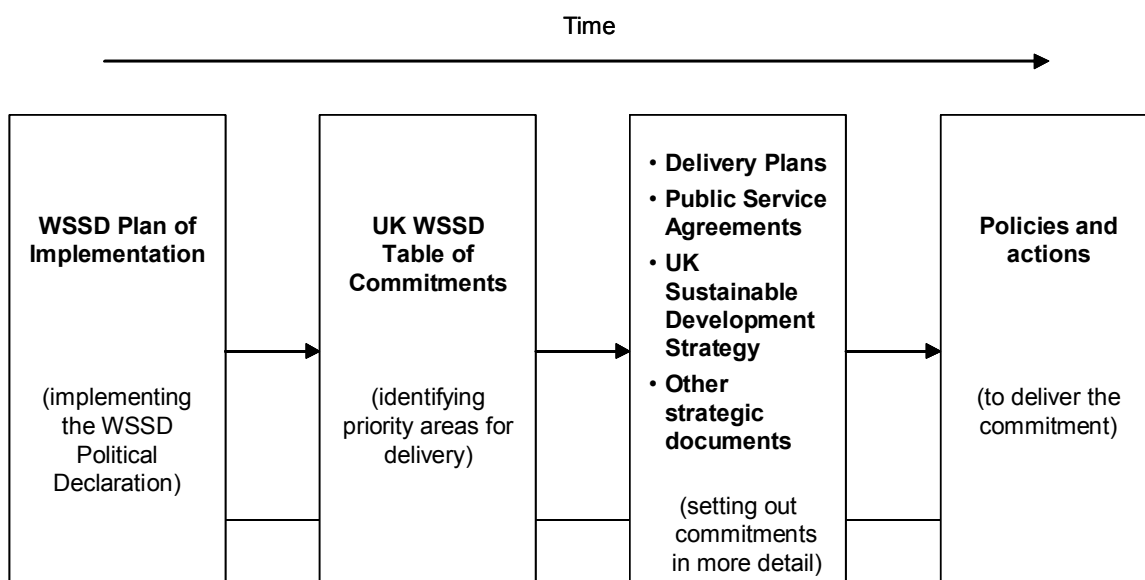 Time
WSSD Plan of
Implementation
(implementing
the WSSD
Political
Declaration)
UK WSSD
Table of
Commitments
(identifying
priority areas for
delivery)
• Delivery Plans
• Public Service
Agreements
• UK
Sustainable
Development
Strategy
• Other
strategic
documents
(setting out
commitments
in more detail)
Policies and
actions
(to deliver the
commitment)